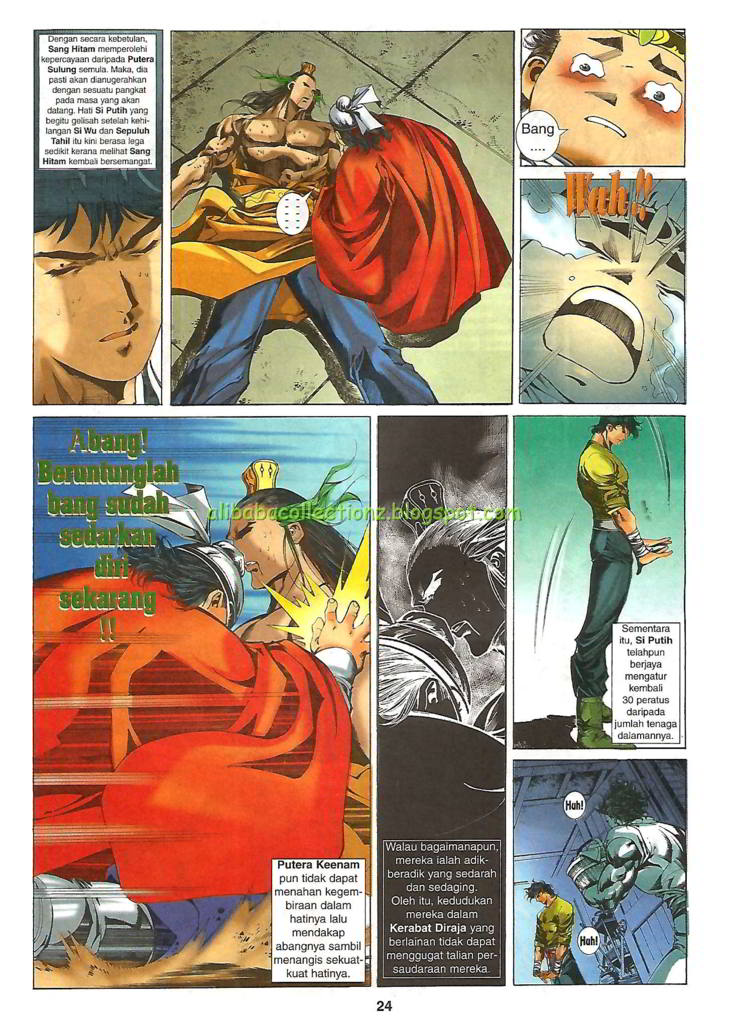 Dengan secara kebetulan,
Sang Hitam memperolehi
kepercayaan daripada Putera
Sulung semula. Maka, dia
pasti akan dianugerahkan
dengan sesuatu pangkat
pada masa yang akan
datang. Hati Si Putih yang
begitu gelisah setelah kehi-
langan Si Wu dan Sepuluh
Tahil itu kini berasa lega
sedikit kerana melihat Sang
Hitam kembali bersemangat.
Bang
....
Wah!!
Abang!
Beruntunglah
bang sudah
sedarkan
diri
sekarang
!!
alibabacollectionz.blogspot.com
Putera Keenam
pun tidak dapat
menahan kegem-
biraan dalam
hatinya lalu
mendakap
abangnya sambil
menangis sekuat-
kuat hatinya.
Walau bagaimanapun,
mereka ialah adik-
beradik yang sedarah
dan sedaging.
Oleh itu, kedudukan
mereka dalam
Kerabat Diraja yang
berlainan tidak dapat
menggugat talian per-
saudaraan mereka.
Sementara
itu, Si Putih
telahpun
berjaya
mengatur
kembali
30 peratus
daripada
jumlah tenaga
dalamannya.
Huh!
Huh!
24